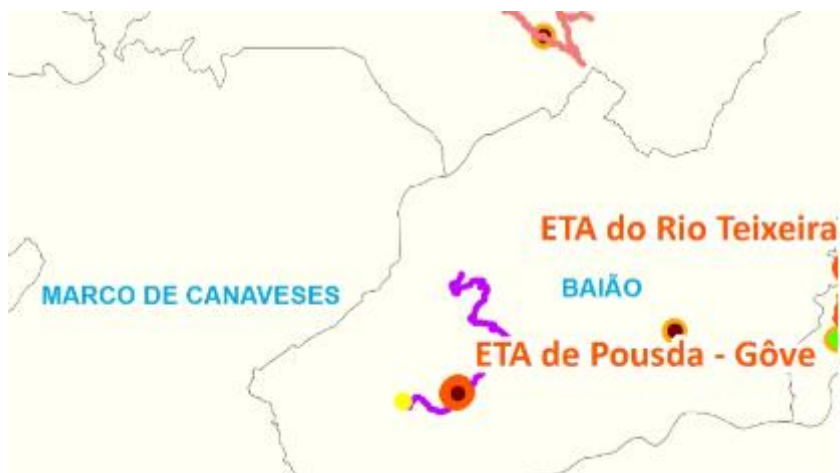 ETA do Rio Teixeira
MARCO DE CANAVESES
BAIÃO
ETA de Pousda - Gôve